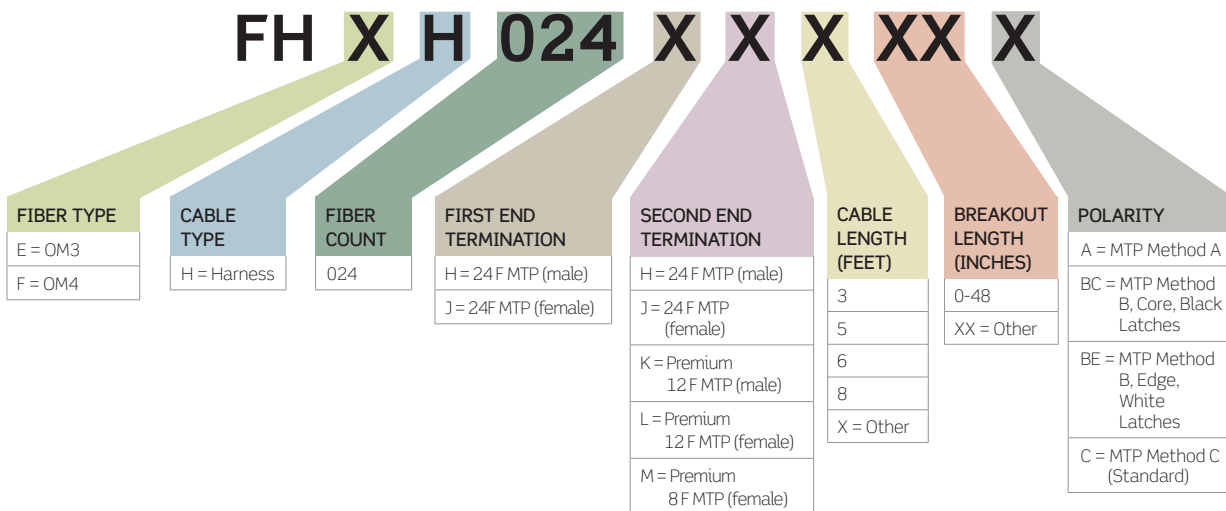 FH X H 024 X X X XX X
FIBER TYPE
E = OM3
F = OM4
CABLE
TYPE
H = Harness
FIBER
COUNT
024
FIRST END
TERMINATION
H = 24 F MTP (male)
J = 24F MTP (female)
SECOND END
TERMINATION
H = 24 F MTP (male)
J = 24 F MTP
(female)
K = Premium
12 F MTP (male)
L = Premium
12 F MTP (female)
M = Premium
8 F MTP (female)
CABLE
LENGTH
(FEET)
3
5
6
8
X = Other
BREAKOUT
LENGTH
(INCHES)
0-48
XX = Other
POLARITY
A = MTP Method A
BC = MTP Method
B, Core, Black
Latches
BE = MTP Method
B, Edge,
White
Latches
C = MTP Method C
(Standard)